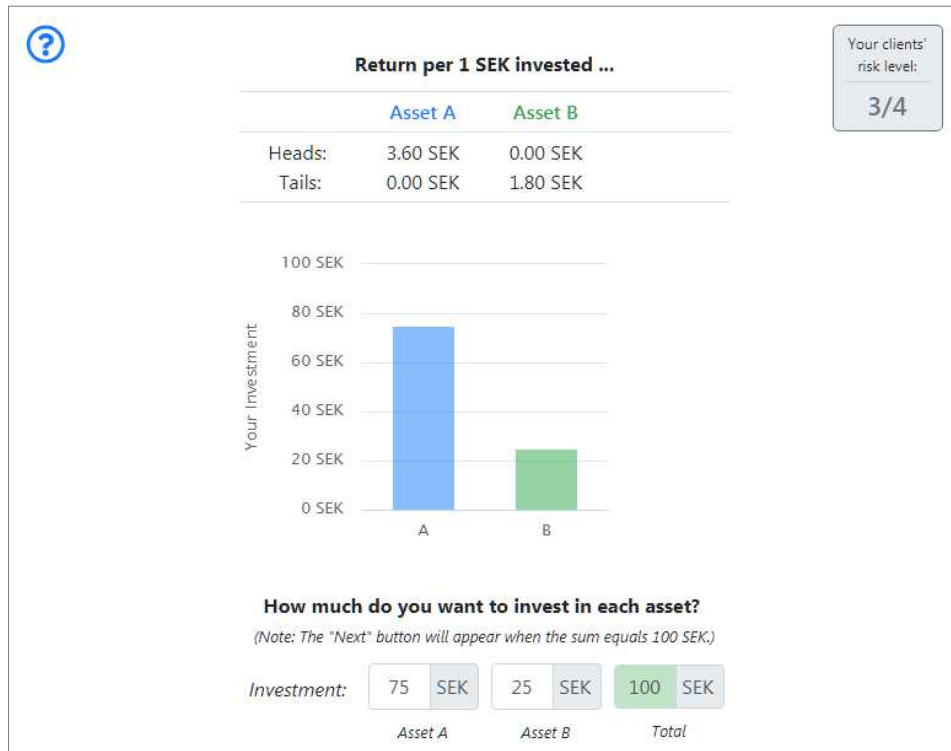 ?
Your clients'
risk level:
3/4
Return per 1 SEK invested ...
Asset A Asset B
Heads: 3.60 SEK 0.00 SEK
Tails: 0.00 SEK 1.80 SEK
100 SEK
80 SEK
60 SEK
40 SEK
20 SEK
0 SEK
Your Investment
A B
How much do you want to invest in each asset?
(Note: The "Next" button will appear when the sum equals 100 SEK.)
Investment: 75 SEK 25 SEK 100 SEK
Asset A Asset B Total